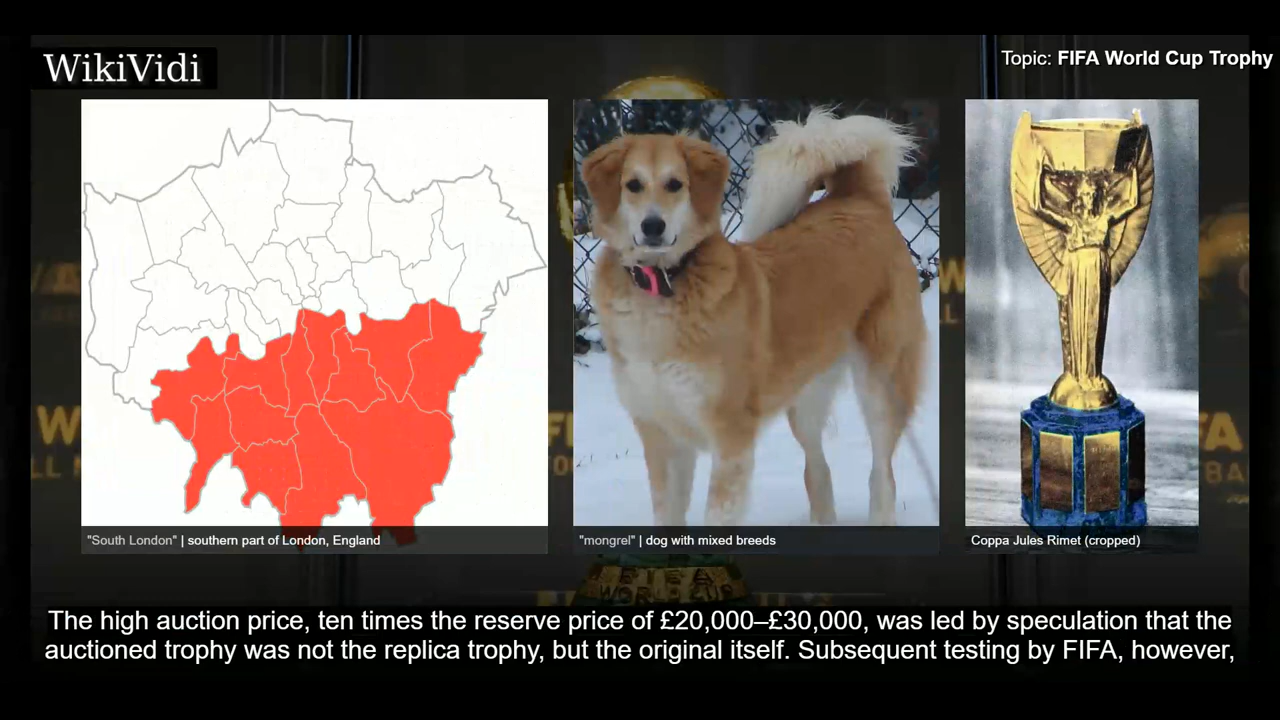 WikiVidi
Topic: FIFA World Cup Trophy
"South London" | southern part of London, England
"mongrel" | dog with mixed breeds
Coppa Jules Rimet (cropped)
The high auction price, ten times the reserve price of £20,000–£30,000, was led by speculation that the
auctioned trophy was not the replica trophy, but the original itself. Subsequent testing by FIFA, however,